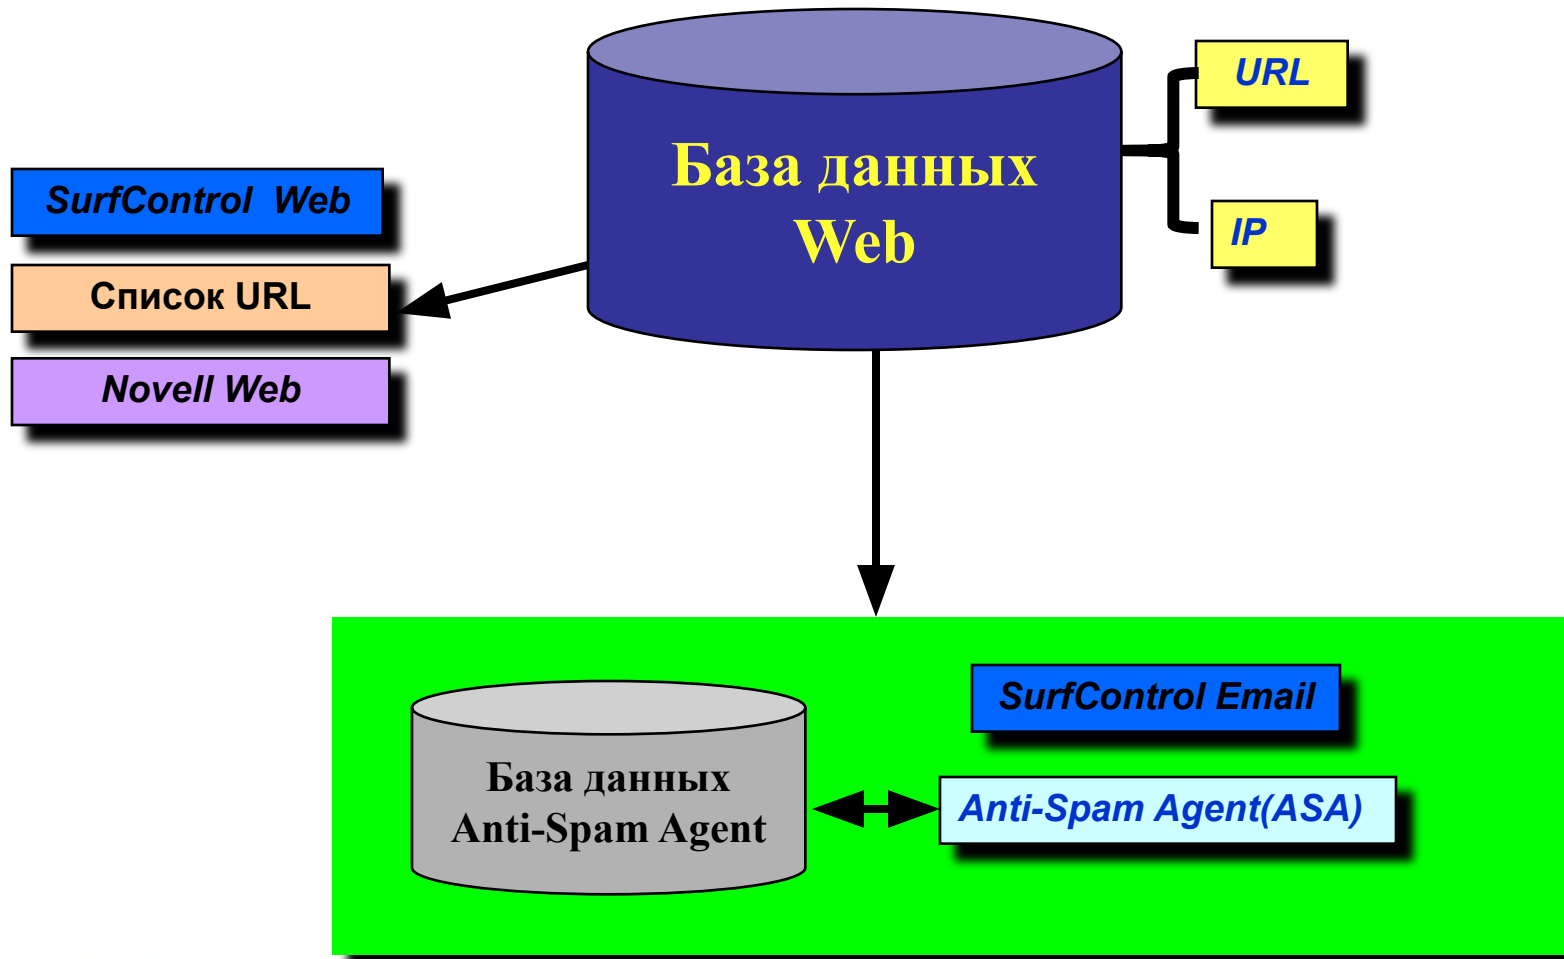 База данных
Web
URL
IP
SurfControl Web
Список URL
Novell Web
База данных
Anti-Spam Agent
SurfControl Email
Anti-Spam Agent(ASA)